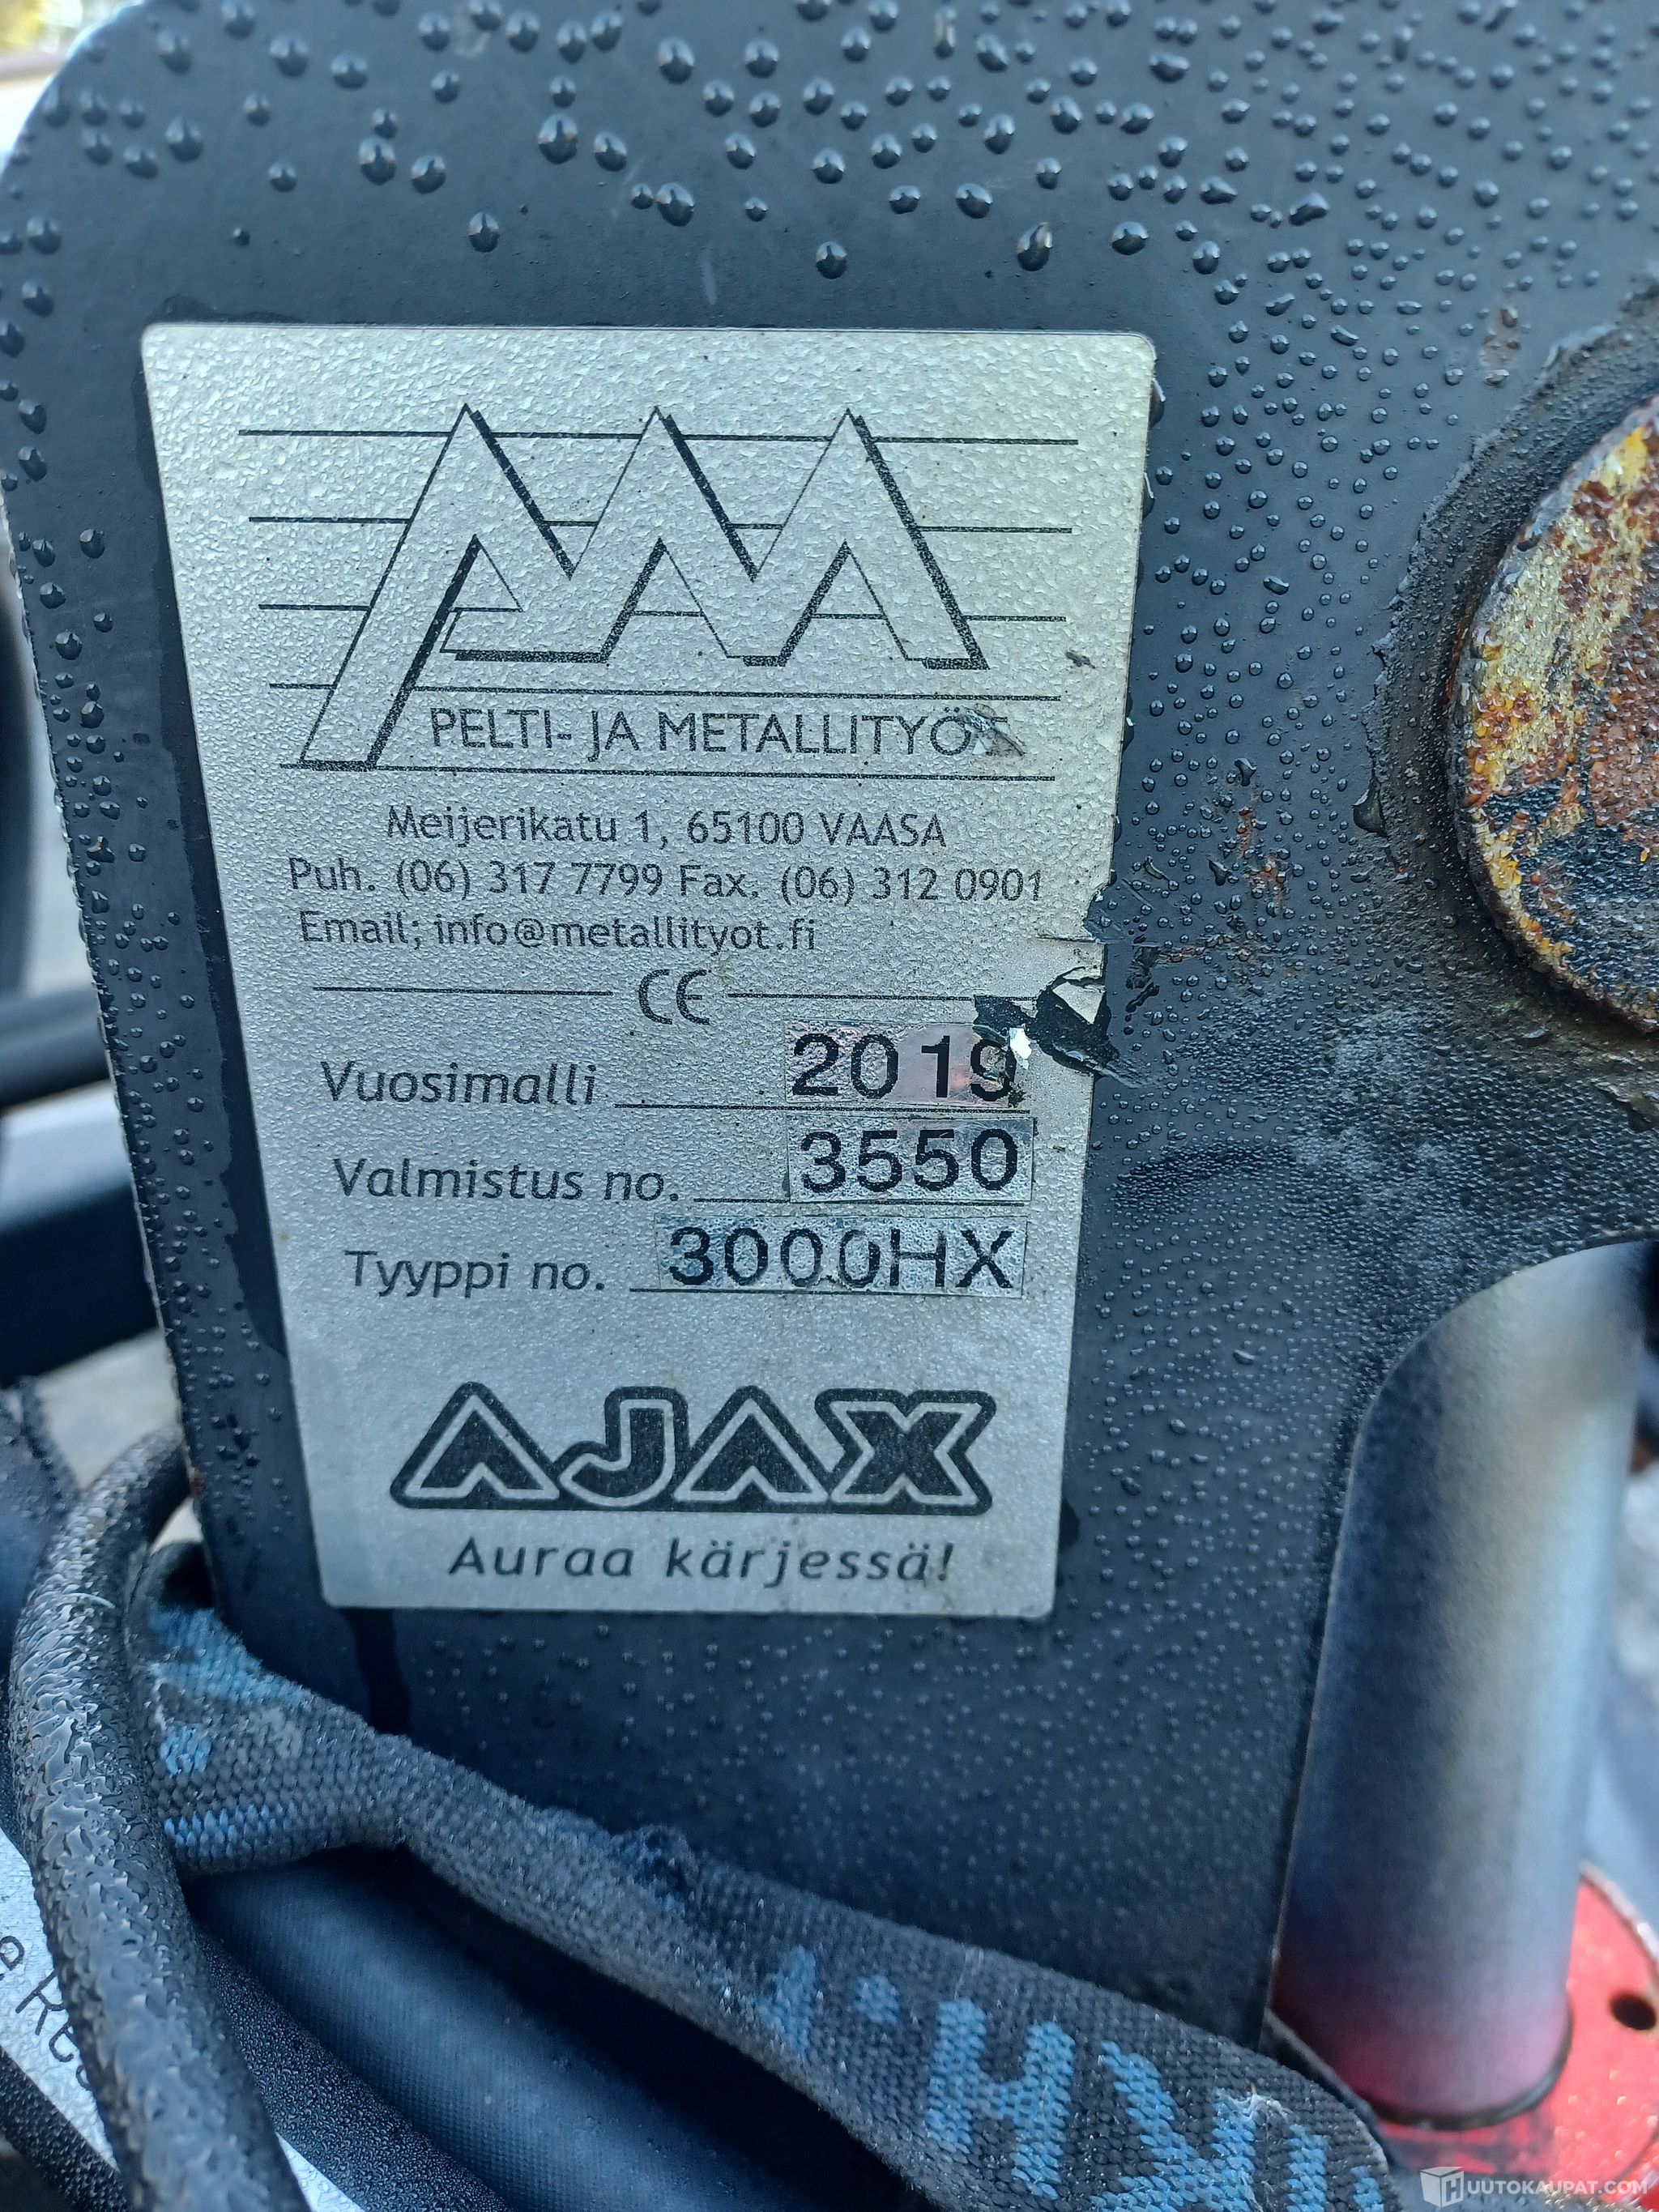 PELTI- JA METALLITYÖT
Meijerikatu 1, 65100 VAASA
Puh. (06) 317 7799 Fax. (06) 312 0901
Email; info@metallityot.fi
CE
Vuosimalli 2019
Valmistus no. 3550
Tyyppi no. 3000HX
AJAX
Auraa kärjessä!
HUUTOKAUPAT.COM